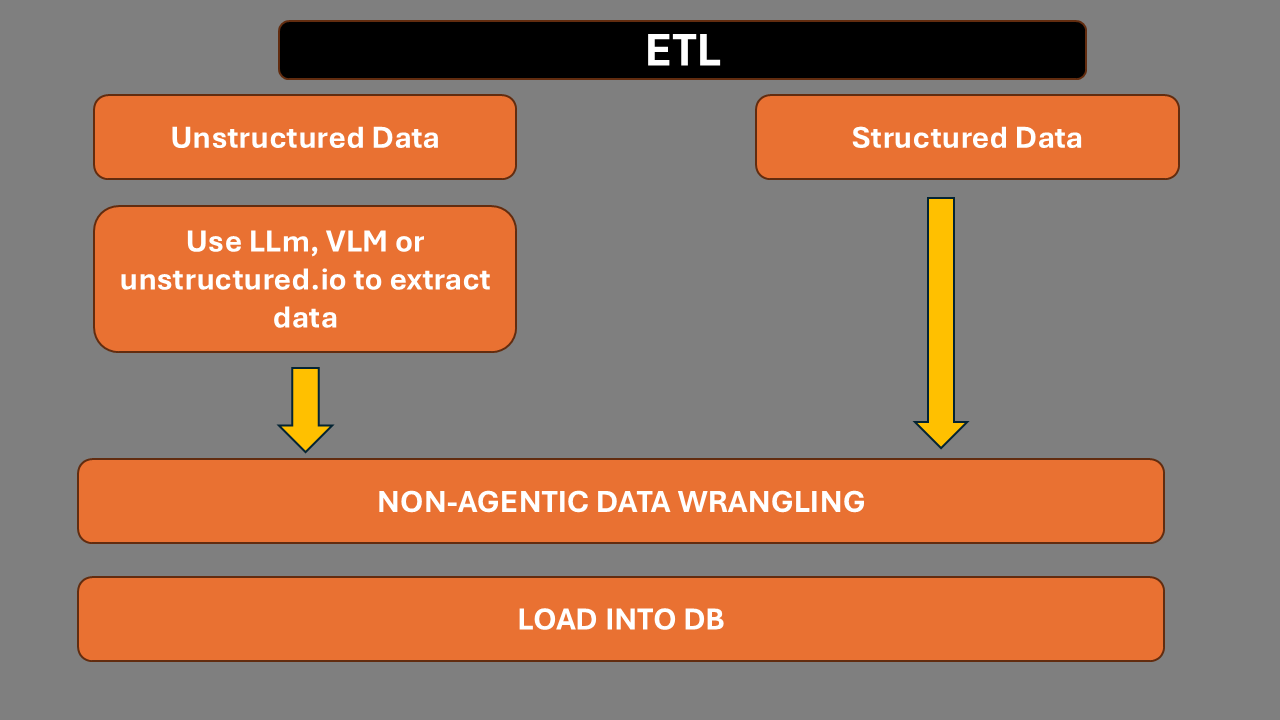 ETL
Unstructured Data
Structured Data
Use LLm, VLM or
unstructured.io to extract
data
NON-AGENTIC DATA WRANGLING
LOAD INTO DB